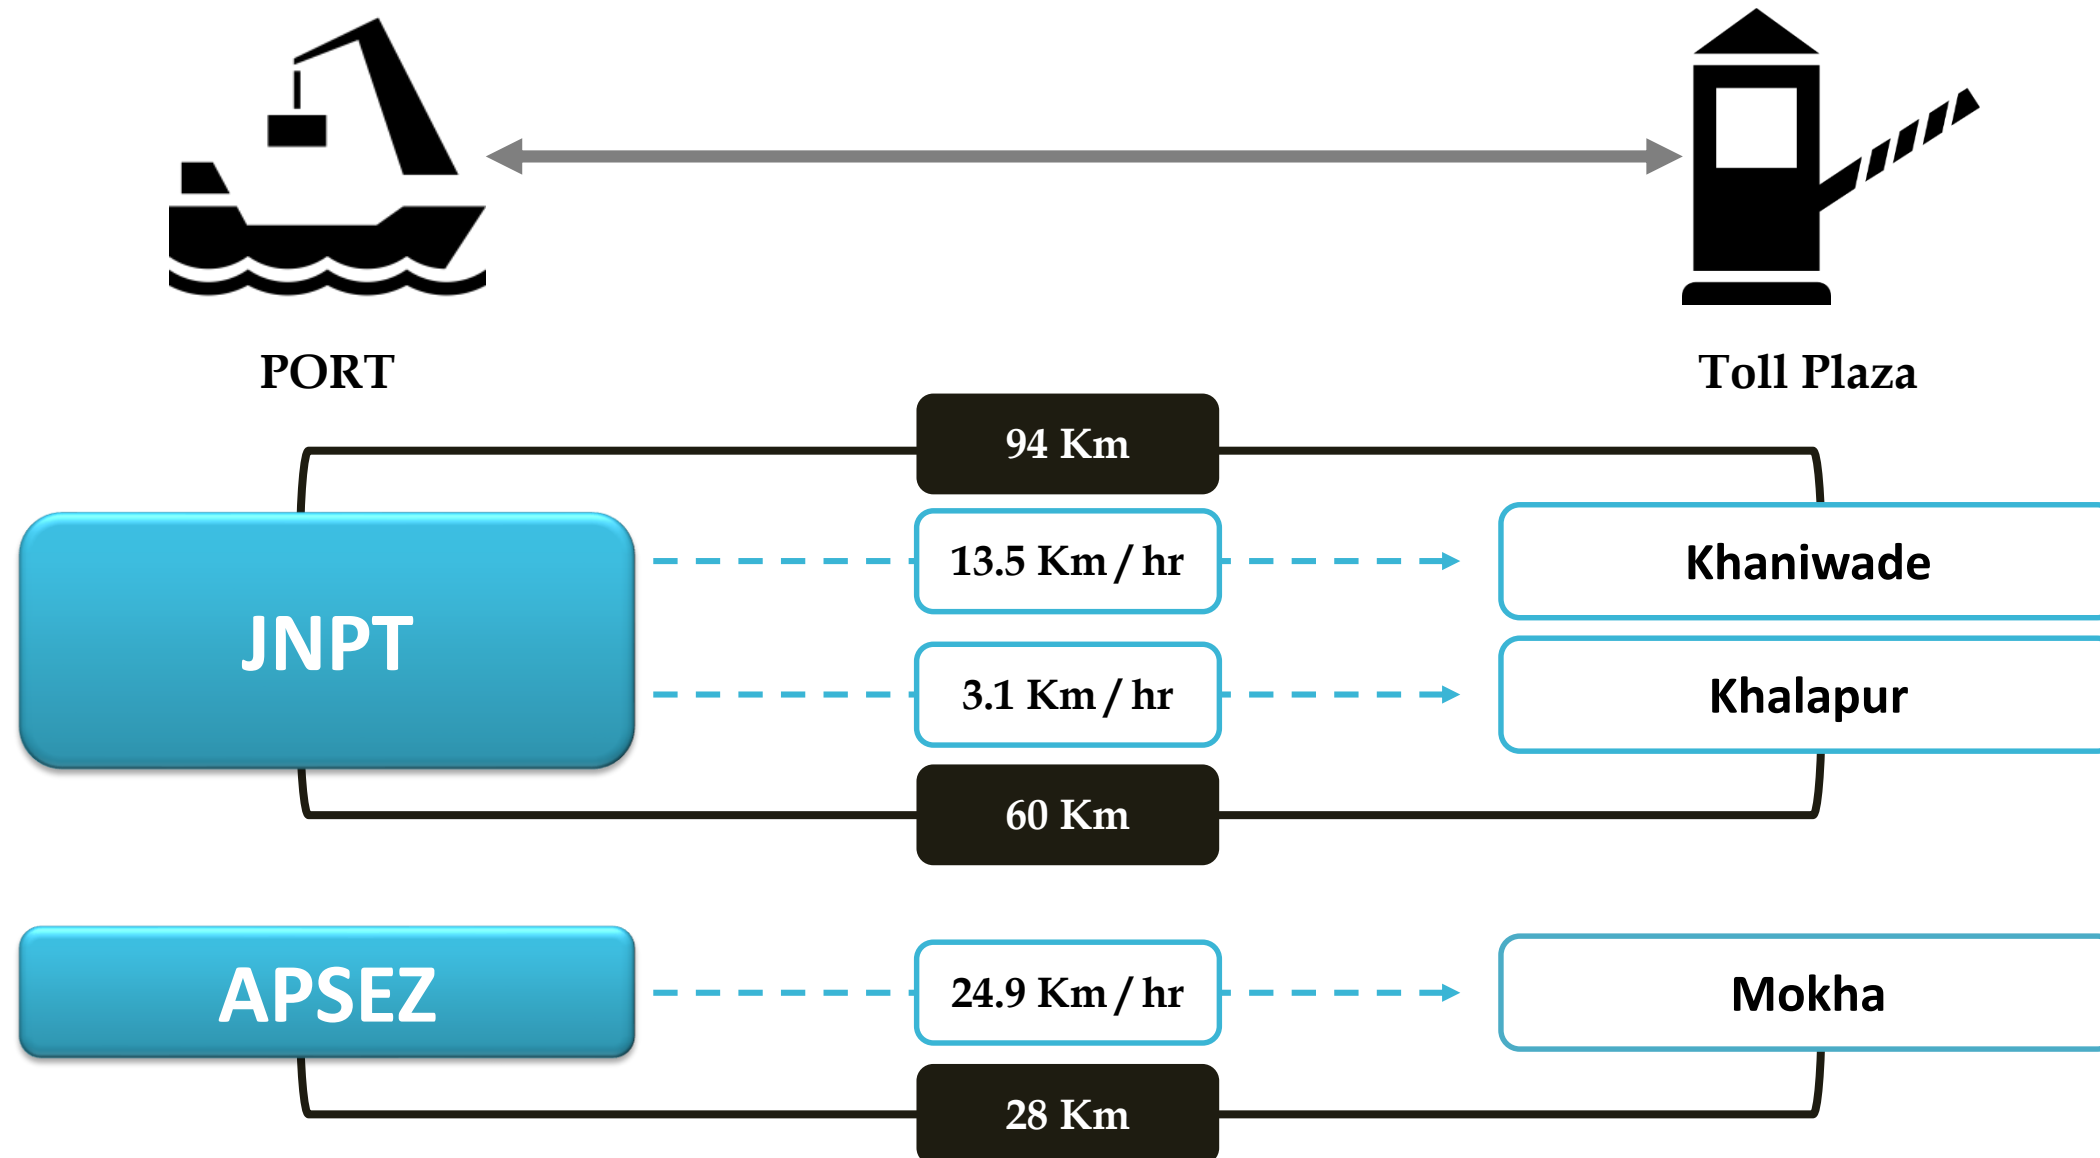 PORT
Toll Plaza
94 Km
JNPT
13.5 Km/hr
Khaniwade
3.1 Km/hr
Khalapur
60 Km
APSEZ
24.9 Km/hr
Mokha
28 Km